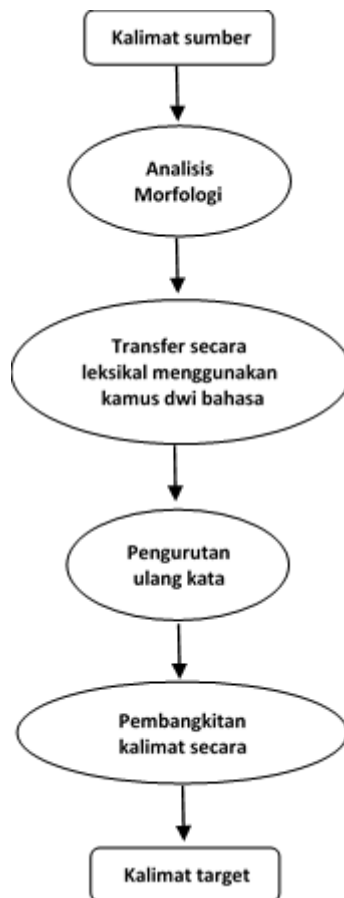 Kalimat sumber
Analisis
Morfologi
Transfer secara
leksikal menggunakan
kamus dwi bahasa
Pengurutan
ulang kata
Pembangkitan
kalimat secara
Kalimat target